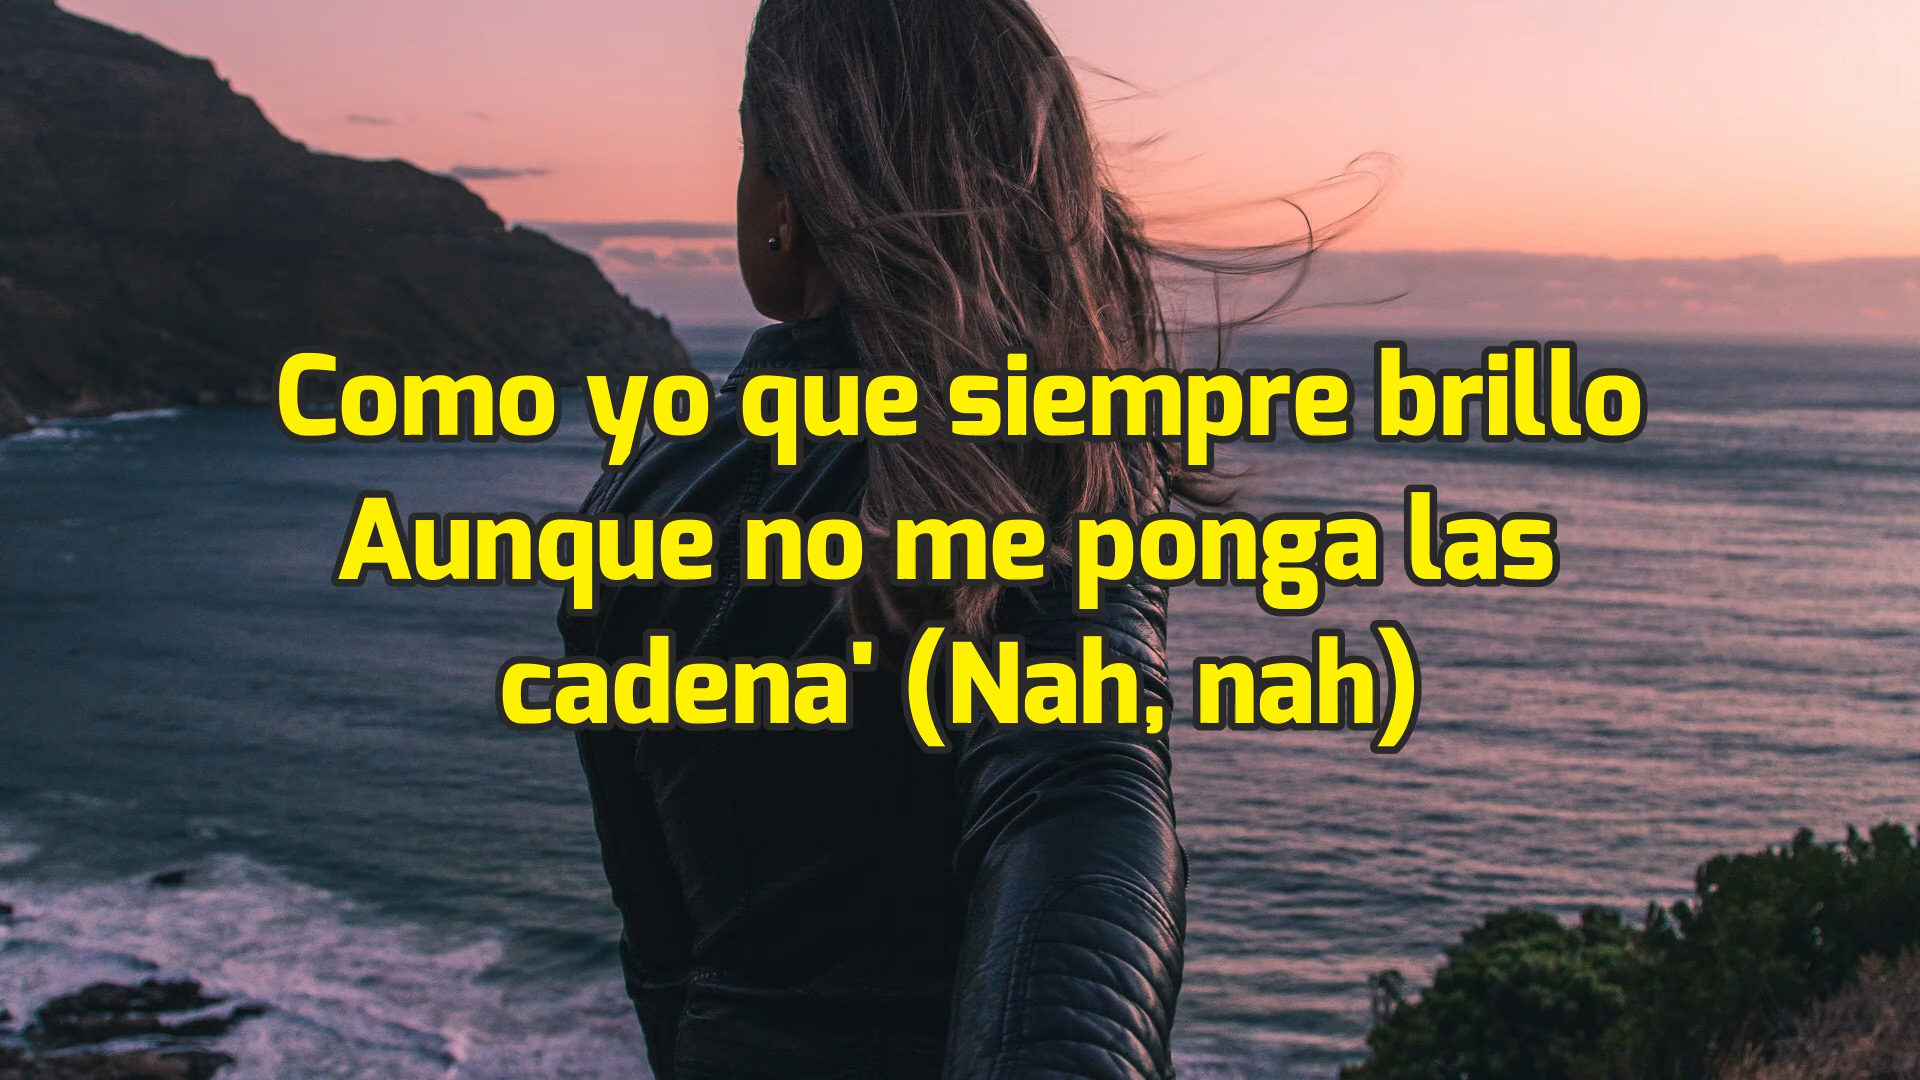 Como yo que siempre brillo
Aunque no me ponga las
cadena' (Nah, nah)